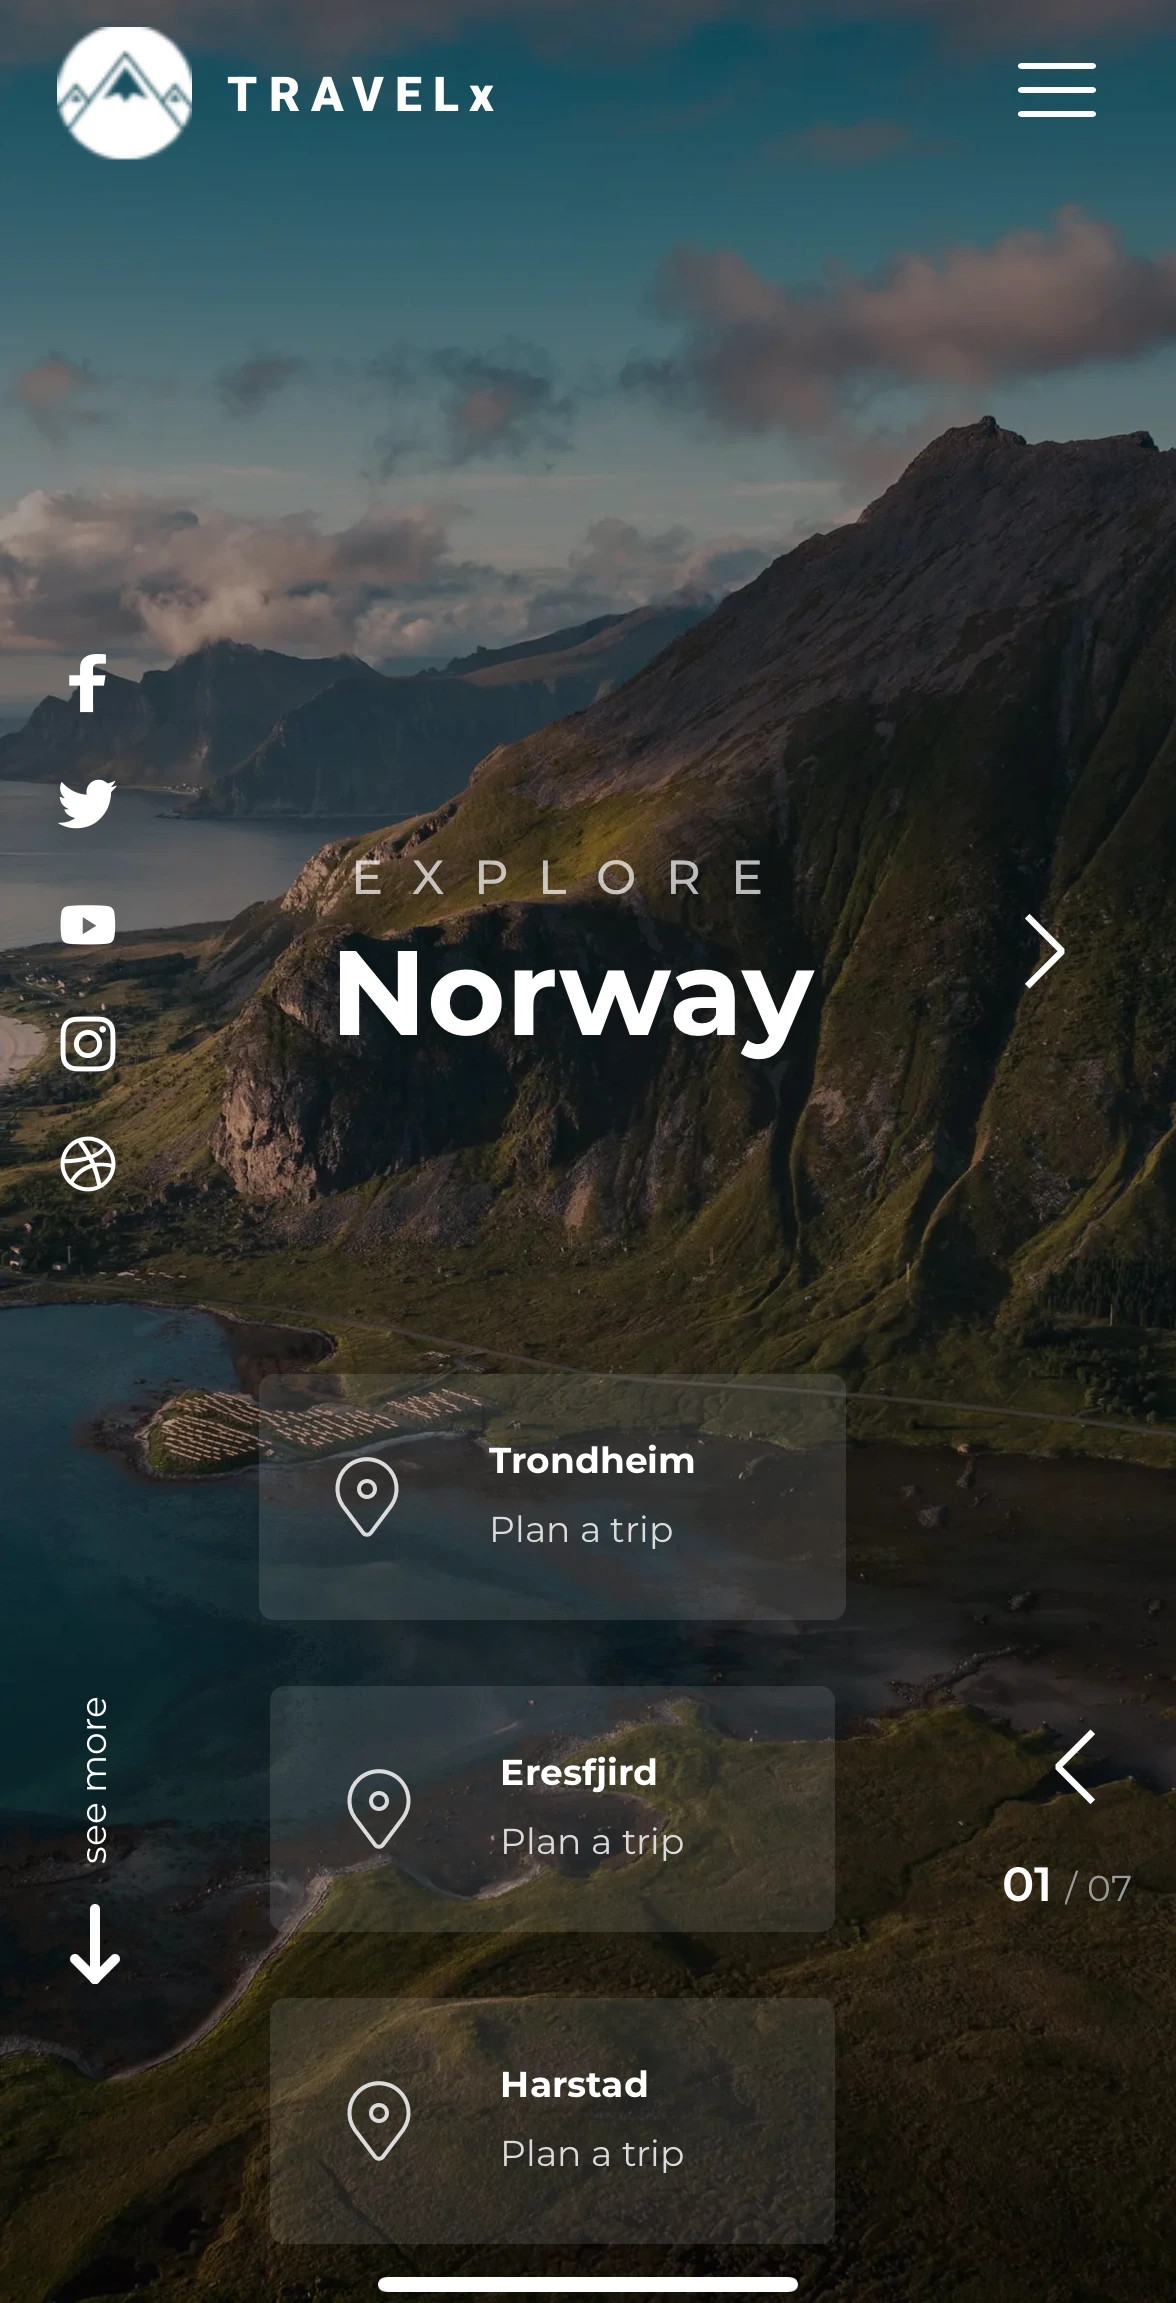 TRAVELx
EXPLORE
Norway
Trondheim
Plan a trip
see more
Eresfjird
Plan a trip
01 / 07
Harstad
Plan a trip